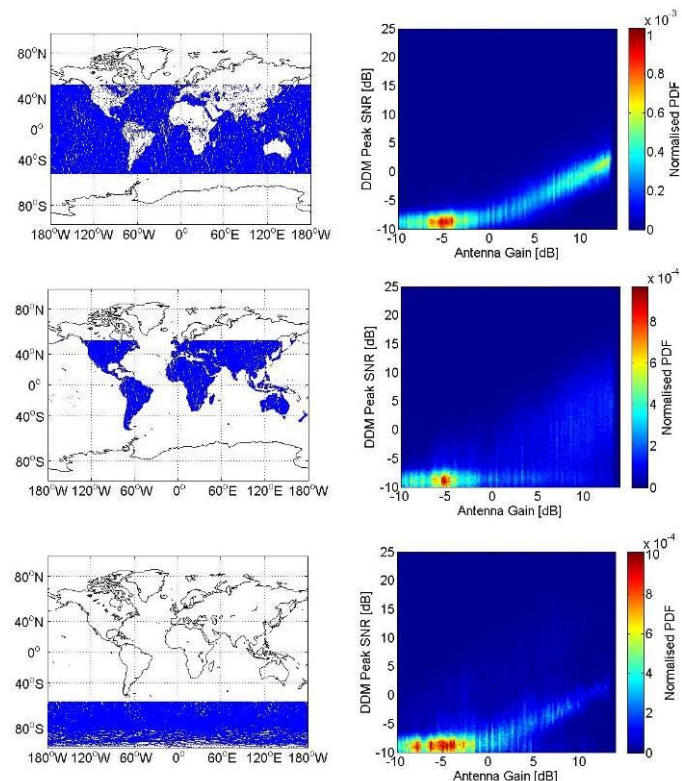 80°N
40°N
0°
40°S
80°S
180°W 120°W 60°W 0° 60°E 120°E 180°W
25
20
15
10
5
0
-5
-10
DDM Peak SNR [dB]
-10 -5 0 5 10
Antenna Gain [dB]
x 10⁻³
1
0.8
0.6
0.4
0.2
0
Normalised PDF
80°N
40°N
0°
40°S
80°S
180°W 120°W 60°W 0° 60°E 120°E 180°W
25
20
15
10
5
0
-5
-10
DDM Peak SNR [dB]
-10 -5 0 5 10
Antenna Gain [dB]
x 10⁻⁴
8
6
4
2
0
Normalised PDF
80°N
40°N
0°
40°S
80°S
180°W 120°W 60°W 0° 60°E 120°E 180°W
25
20
15
10
5
0
-5
-10
DDM Peak SNR [dB]
-10 -5 0 5 10
Antenna Gain [dB]
x 10⁻⁴
10
8
6
4
2
0
Normalised PDF